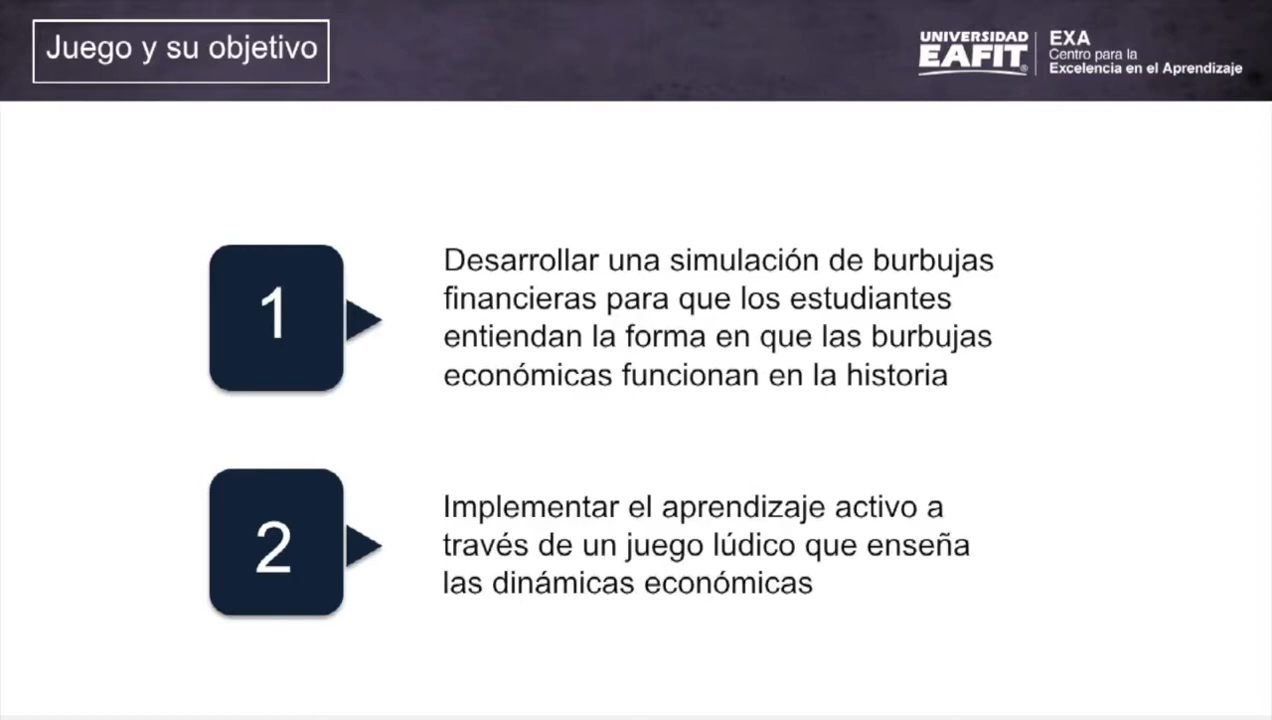 Juego y su objetivo
UNIVERSIDAD
EAFIT®
EXA
Centro para la
Excelencia en el Aprendizaje
1
Desarrollar una simulación de burbujas
financieras para que los estudiantes
entiendan la forma en que las burbujas
económicas funcionan en la historia
2
Implementar el aprendizaje activo a
través de un juego lúdico que enseña
las dinámicas económicas